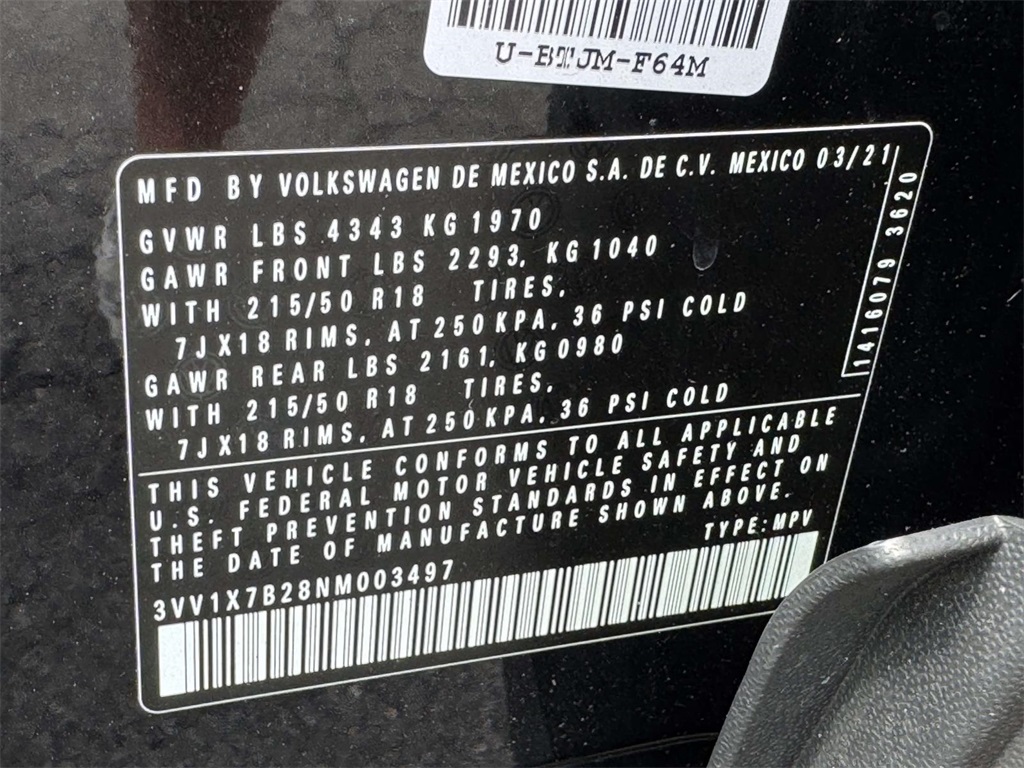 U-BTJM-F64M
MFD BY VOLKSWAGEN DE MEXICO S.A. DE C.V. MEXICO 03/21
GVWR LBS 4343 KG 1970
GAWR FRONT LBS 2293, KG 1040
WITH 215/50 R18 TIRES,
7J X18 RIMS, AT 250 KPA, 36 PSI COLD
GAWR REAR LBS 2161, KG 0980
WITH 215/50 R18 TIRES,
7J X18 RIMS, AT 250 KPA, 36 PSI COLD
1416079 3620
THIS VEHICLE CONFORMS TO ALL APPLICABLE
U.S. FEDERAL MOTOR VEHICLE SAFETY AND
THEFT PREVENTION STANDARDS IN EFFECT ON
THE DATE OF MANUFACTURE SHOWN ABOVE.
TYPE: MPV
3VV1X7B28NM003497